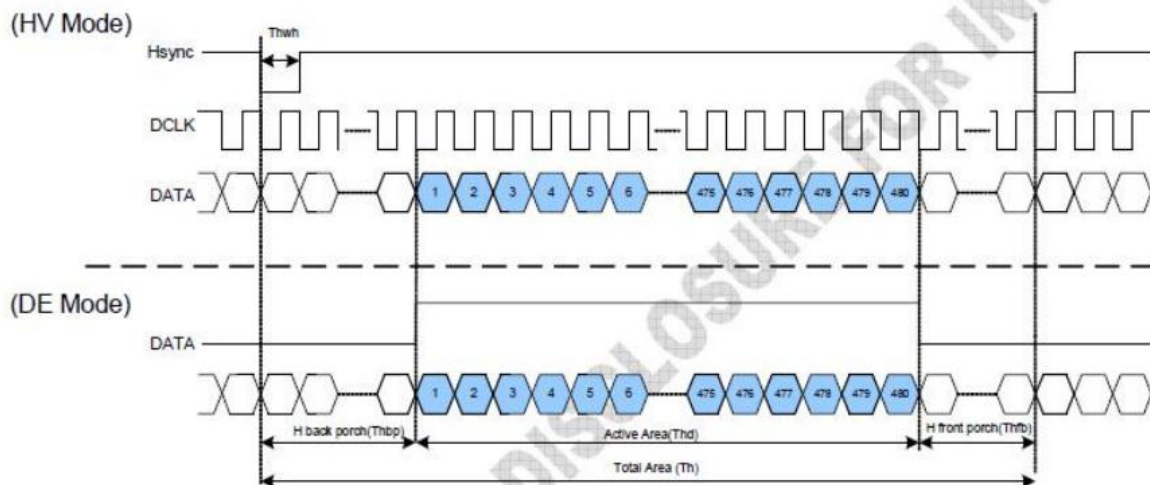 (HV Mode)
Thwh
Hsync
DCLK
DATA
1 2 3 4 5 6 475 476 477 478 479 480
(DE Mode)
DATA
1 2 3 4 5 6 475 476 477 478 479 480
H back porch(Thbp) Active Area(Thd) H front porch(Thfb)
Total Area (Th)
DISCLOSURE FOR